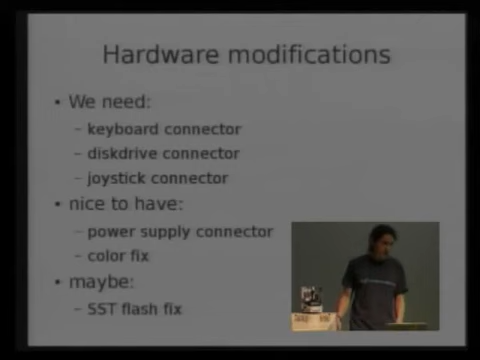 Hardware modifications
• We need:
– keyboard connector
– diskdrive connector
– joystick connector
• nice to have:
– power supply connector
– color fix
• maybe:
– SST flash fix